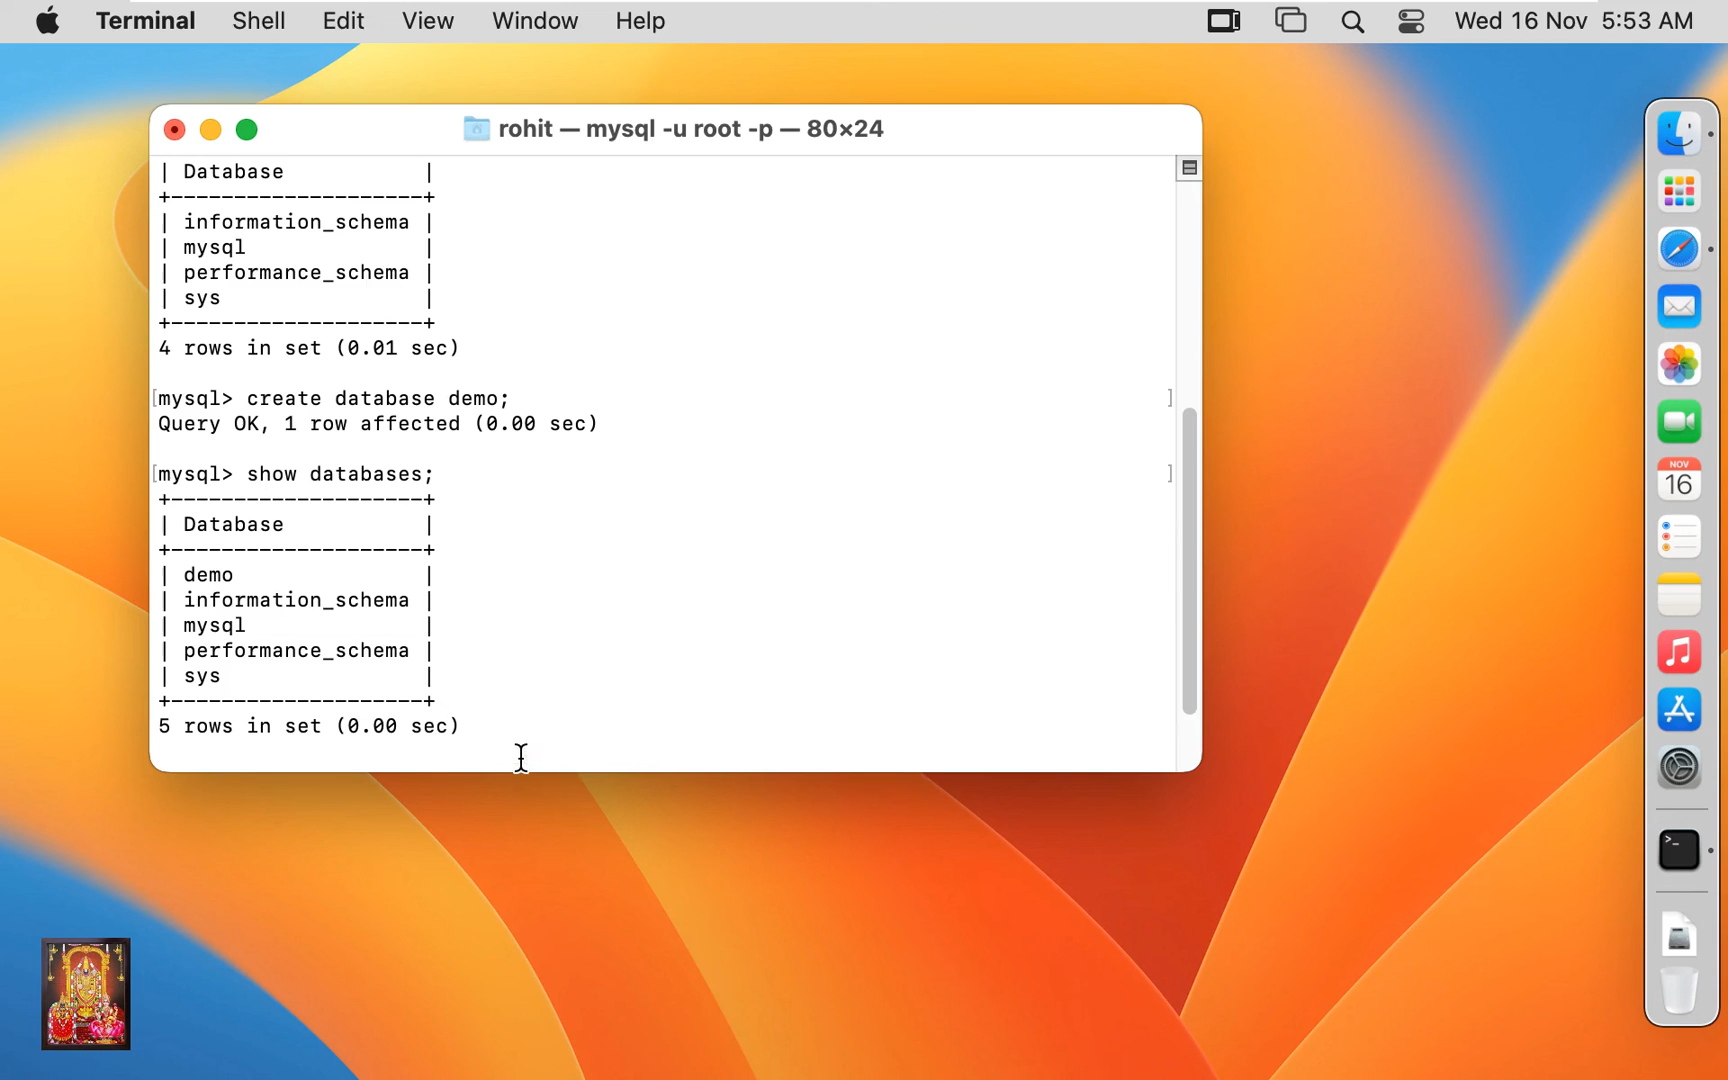 Terminal Shell Edit View Window Help Wed 16 Nov 5:53 AM
rohit — mysql -u root -p — 80×24
| Database           |
+--------------------+
| information_schema |
| mysql              |
| performance_schema |
| sys                |
+--------------------+
4 rows in set (0.01 sec)
[mysql> create database demo; ]
Query OK, 1 row affected (0.00 sec)
[mysql> show databases; ]
+--------------------+
| Database           |
+--------------------+
| demo               |
| information_schema |
| mysql              |
| performance_schema |
| sys                |
+--------------------+
5 rows in set (0.00 sec)
NOV
16
>_